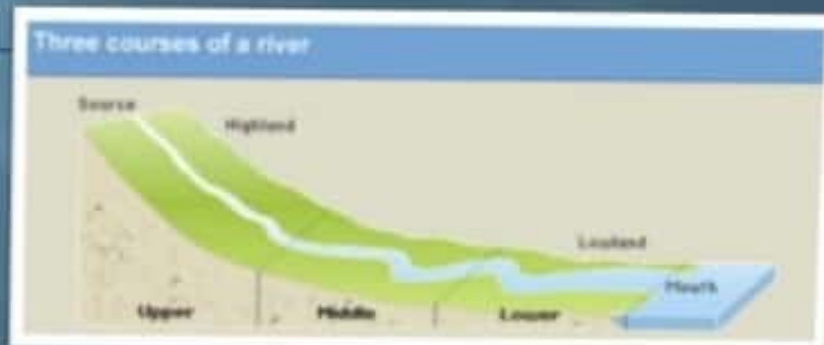 Three courses of a river
Source
Highland
Lowland
Mouth
Upper Middle Lower